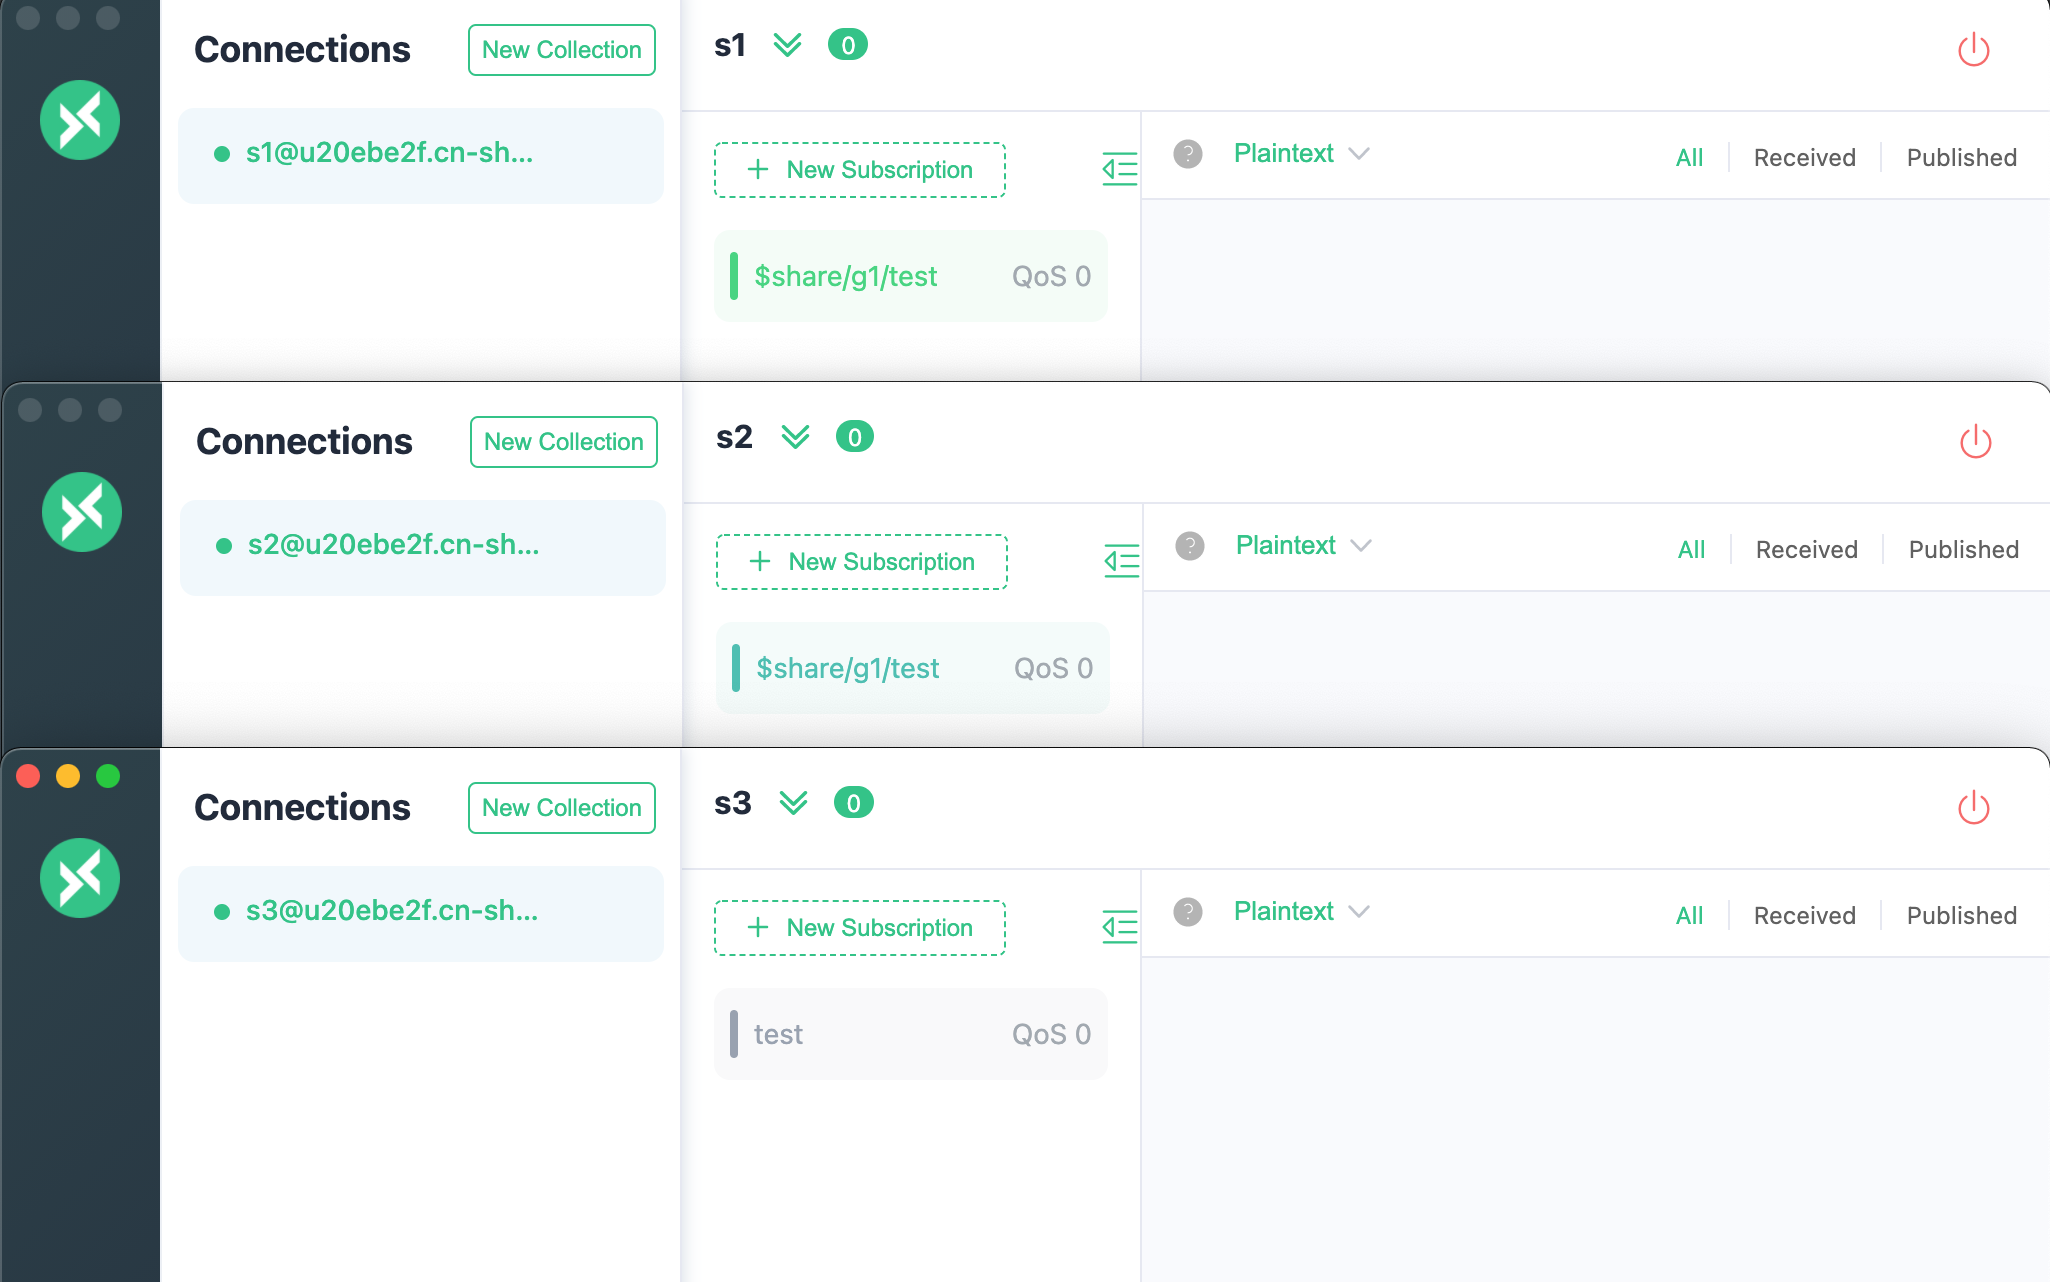 Connections
New Collection
s1
0
s1@u20ebe2f.cn-sh...
New Subscription
? Plaintext
All
Received
Published
$share/g1/test
QoS 0
Connections
New Collection
s2
0
s2@u20ebe2f.cn-sh...
New Subscription
? Plaintext
All
Received
Published
$share/g1/test
QoS 0
Connections
New Collection
s3
0
s3@u20ebe2f.cn-sh...
New Subscription
? Plaintext
All
Received
Published
test
QoS 0